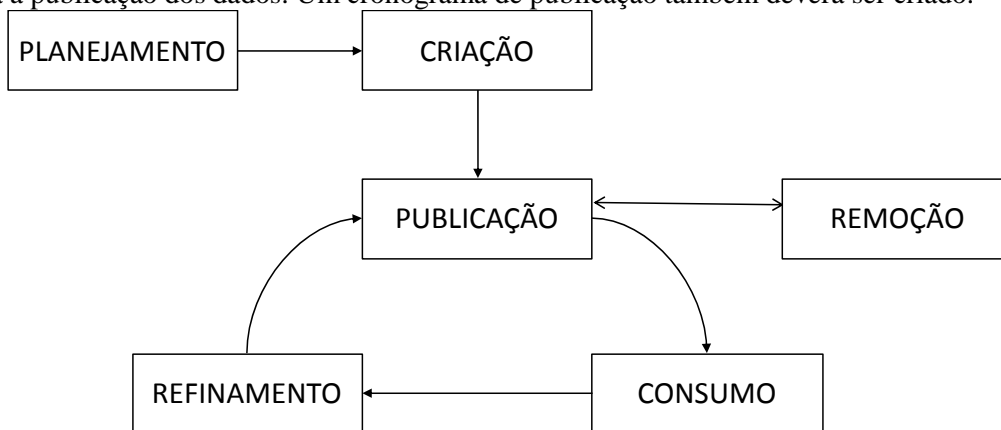 a publicação dos dados. Um cronograma de publicação também deverá ser criado.
PLANEJAMENTO
CRIAÇÃO
PUBLICAÇÃO
REMOÇÃO
REFINAMENTO
CONSUMO